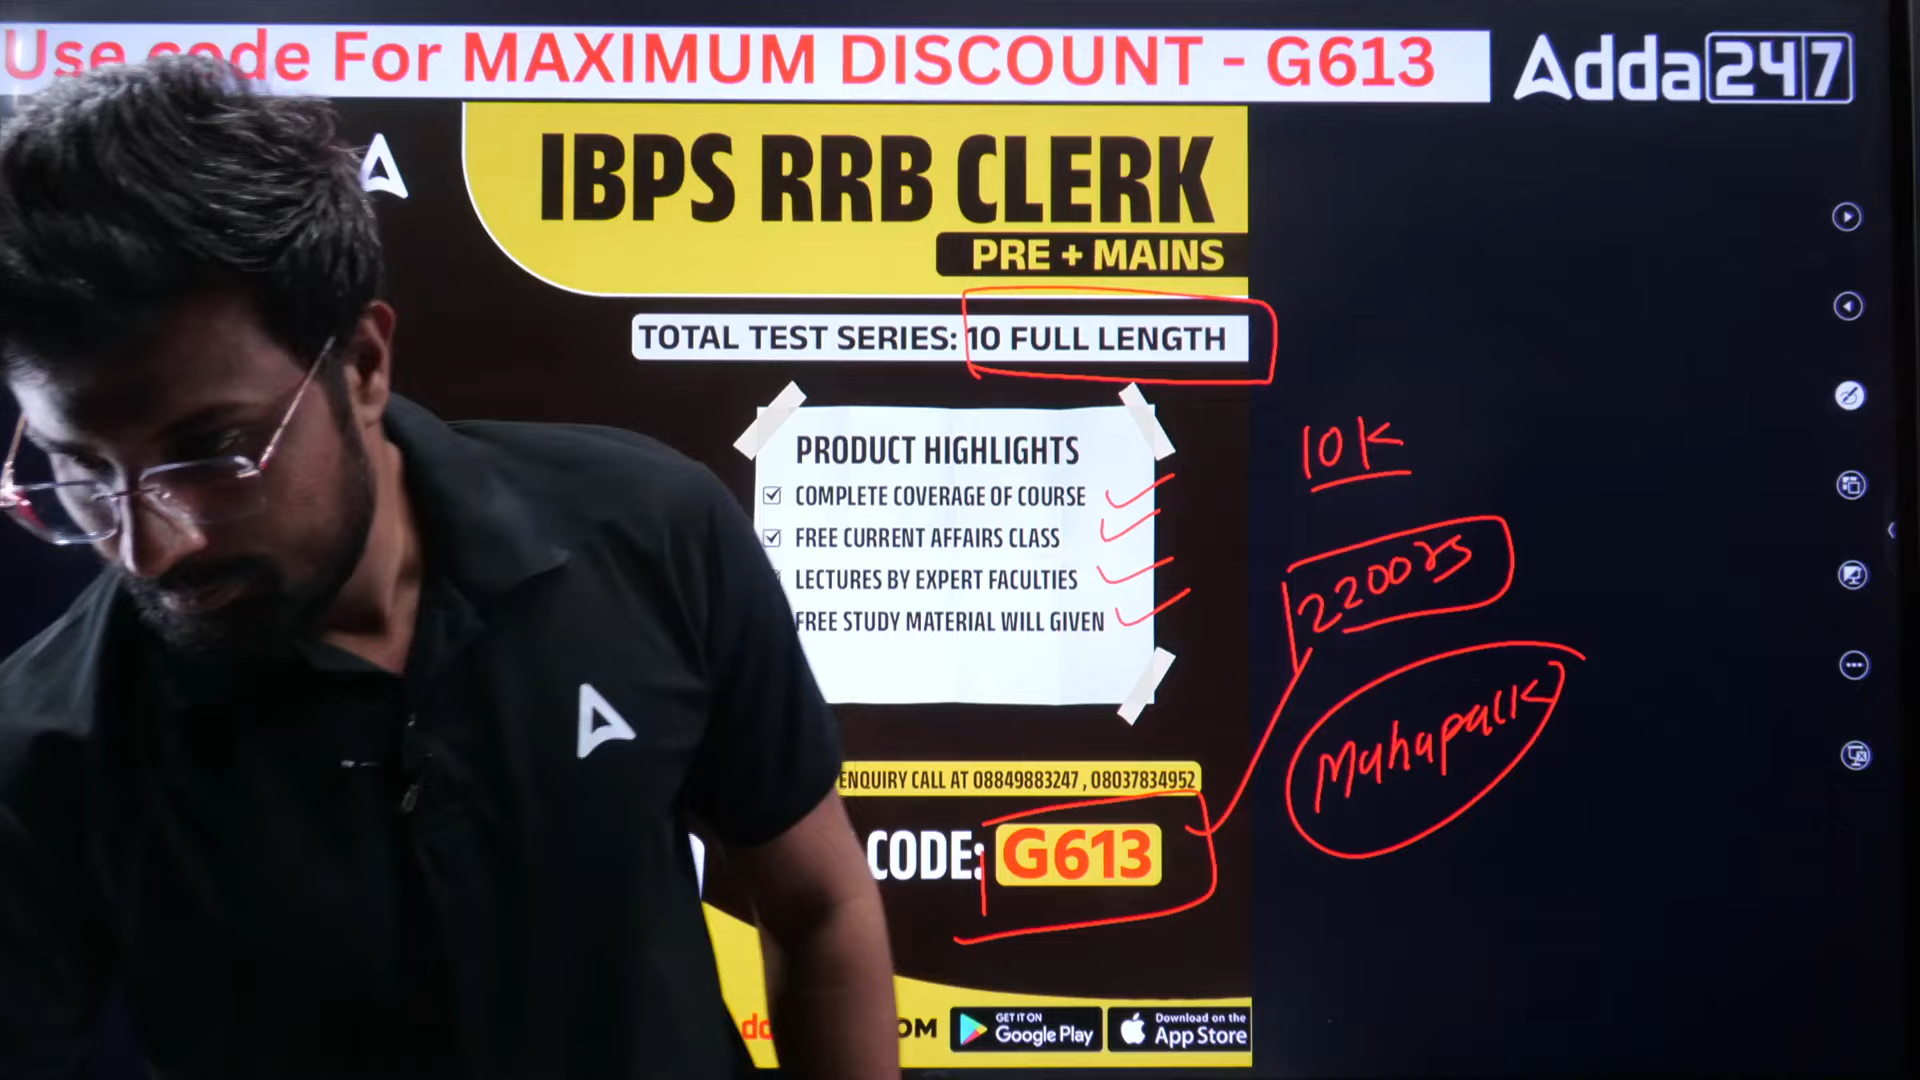 Use code For MAXIMUM DISCOUNT - G613
Adda247
IBPS RRB CLERK
PRE + MAINS
TOTAL TEST SERIES: 10 FULL LENGTH
PRODUCT HIGHLIGHTS
COMPLETE COVERAGE OF COURSE
FREE CURRENT AFFAIRS CLASS
LECTURES BY EXPERT FACULTIES
FREE STUDY MATERIAL WILL GIVEN
10K
2200rs
Mahapack
ENQUIRY CALL AT 08849883247, 08037834952
CODE: G613
OM
GET IT ON
Google Play
Download on the
App Store